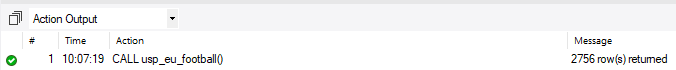 Action Output
# Time Action Message
1 10:07:19 CALL usp_eu_football() 2756 row(s) returned